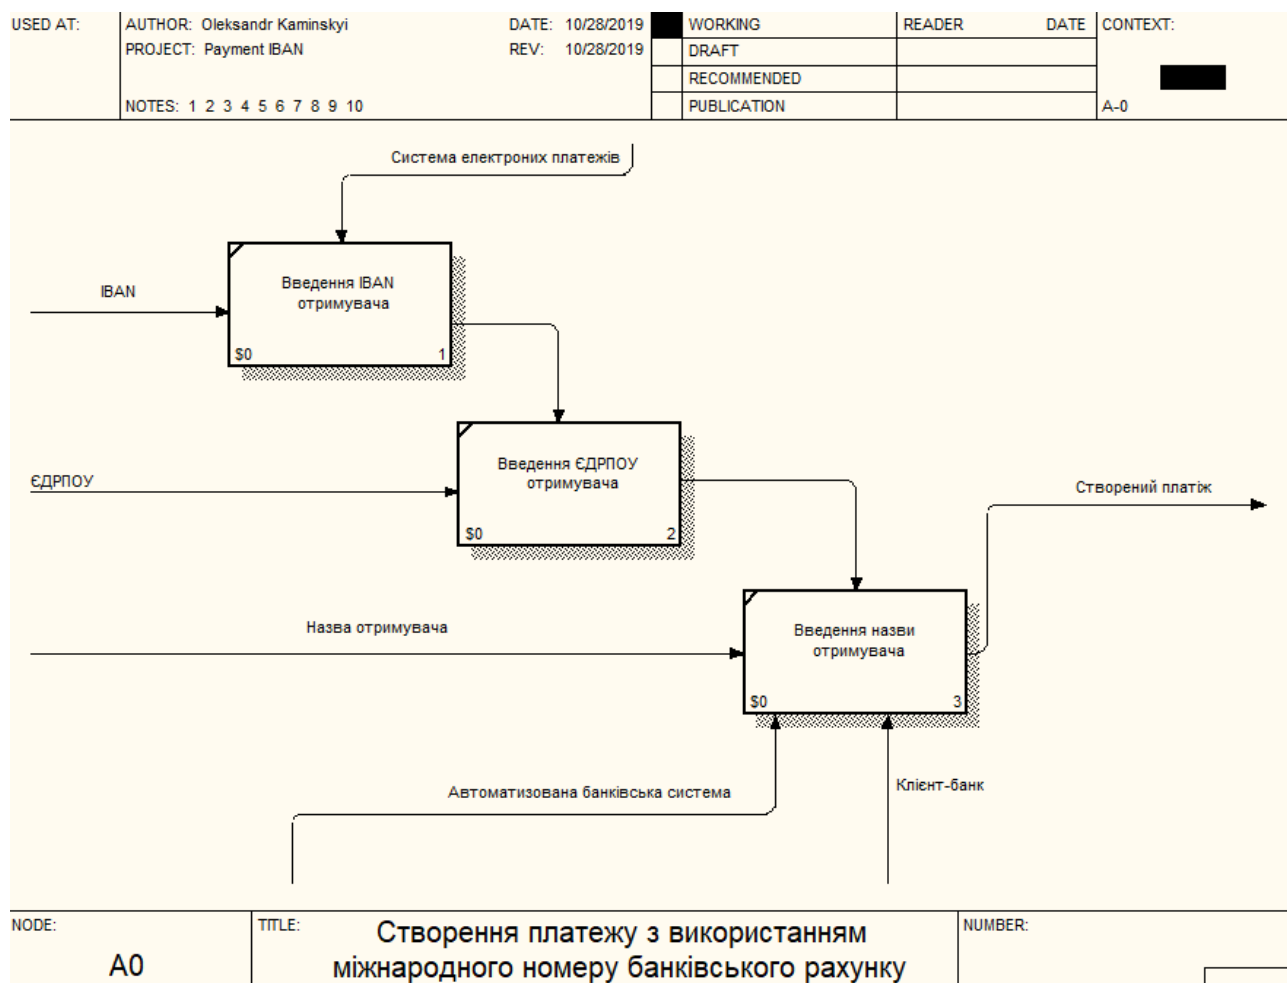 USED AT:
AUTHOR: Oleksandr Kaminskyi
DATE: 10/28/2019
WORKING
READER
DATE
CONTEXT:
PROJECT: Payment IBAN
REV: 10/28/2019
DRAFT
RECOMMENDED
NOTES: 1 2 3 4 5 6 7 8 9 10
PUBLICATION
A-0
Система електроних платежів
IBAN
Введення IBAN
отримувача
$0
1
ЄДРПОУ
Введення ЄДРПОУ
отримувача
$0
2
Створений платіж
Назва отримувача
Введення назви
отримувача
$0
3
Автоматизована банківська система
Клієнт-банк
NODE:
A0
TITLE:
Створення платежу з використанням
міжнародного номеру банківського рахунку
NUMBER: